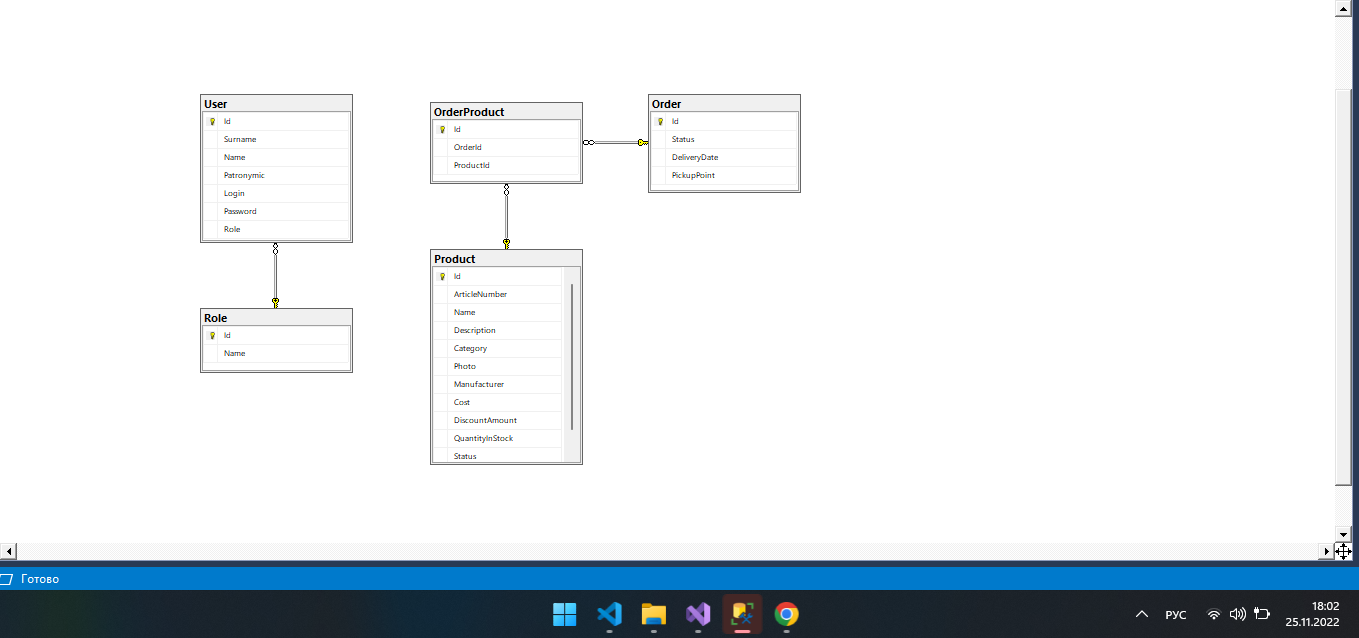 User
Id
Surname
Name
Patronymic
Login
Password
Role
Role
Id
Name
OrderProduct
Id
OrderId
ProductId
Product
Id
ArticleNumber
Name
Description
Category
Photo
Manufacturer
Cost
DiscountAmount
QuantityInStock
Status
Order
Id
Status
DeliveryDate
PickupPoint
Готово
РУС
18:02
25.11.2022